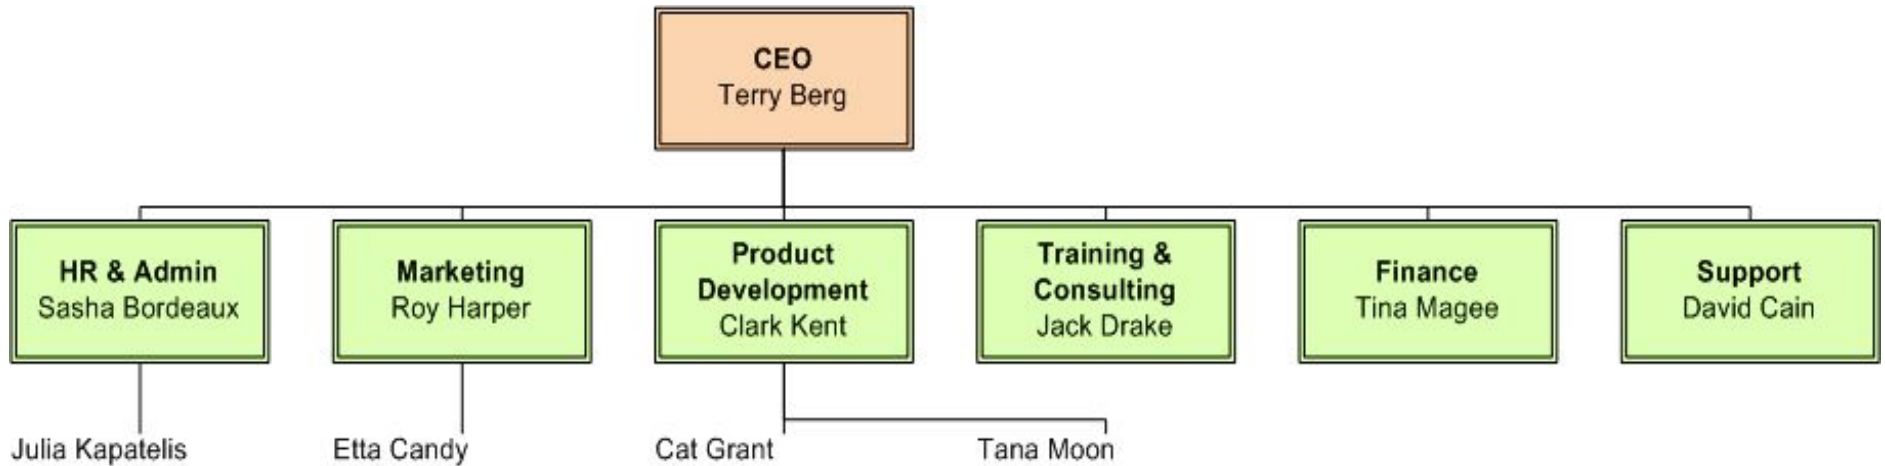 CEO
Terry Berg
HR & Admin
Sasha Bordeaux
Marketing
Roy Harper
Product
Development
Clark Kent
Training &
Consulting
Jack Drake
Finance
Tina Magee
Support
David Cain
Julia Kapatelis
Etta Candy
Cat Grant
Tana Moon